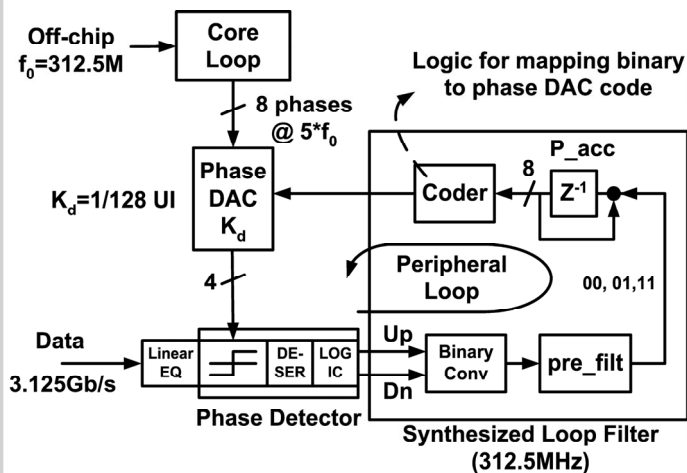 Off-chip
f₀=312.5M
Core
Loop
8 phases
@ 5*f₀
Logic for mapping binary
to phase DAC code
P_acc
8
Coder
Z⁻¹
Phase
DAC
K_d
K_d=1/128 UI
Peripheral
Loop
00, 01,11
4
Data
3.125Gb/s
Linear
EQ
DE-
SER
LOG
IC
Up
Dn
Binary
Conv
pre_filt
Phase Detector
Synthesized Loop Filter
(312.5MHz)